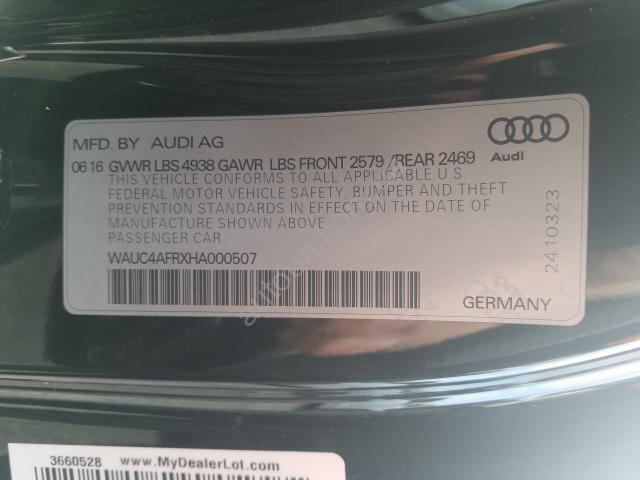 MFD. BY AUDI AG
06 16 GVWR LBS 4938 GAWR LBS FRONT 2579 /REAR 2469
THIS VEHICLE CONFORMS TO ALL APPLICABLE U.S.
FEDERAL MOTOR VEHICLE SAFETY, BUMPER AND THEFT
PREVENTION STANDARDS IN EFFECT ON THE DATE OF
MANUFACTURE SHOWN ABOVE
PASSENGER CAR
WAUC4AFRXHA000507
Audi
2410323
GERMANY
3660528 www.MyDealerLot.com